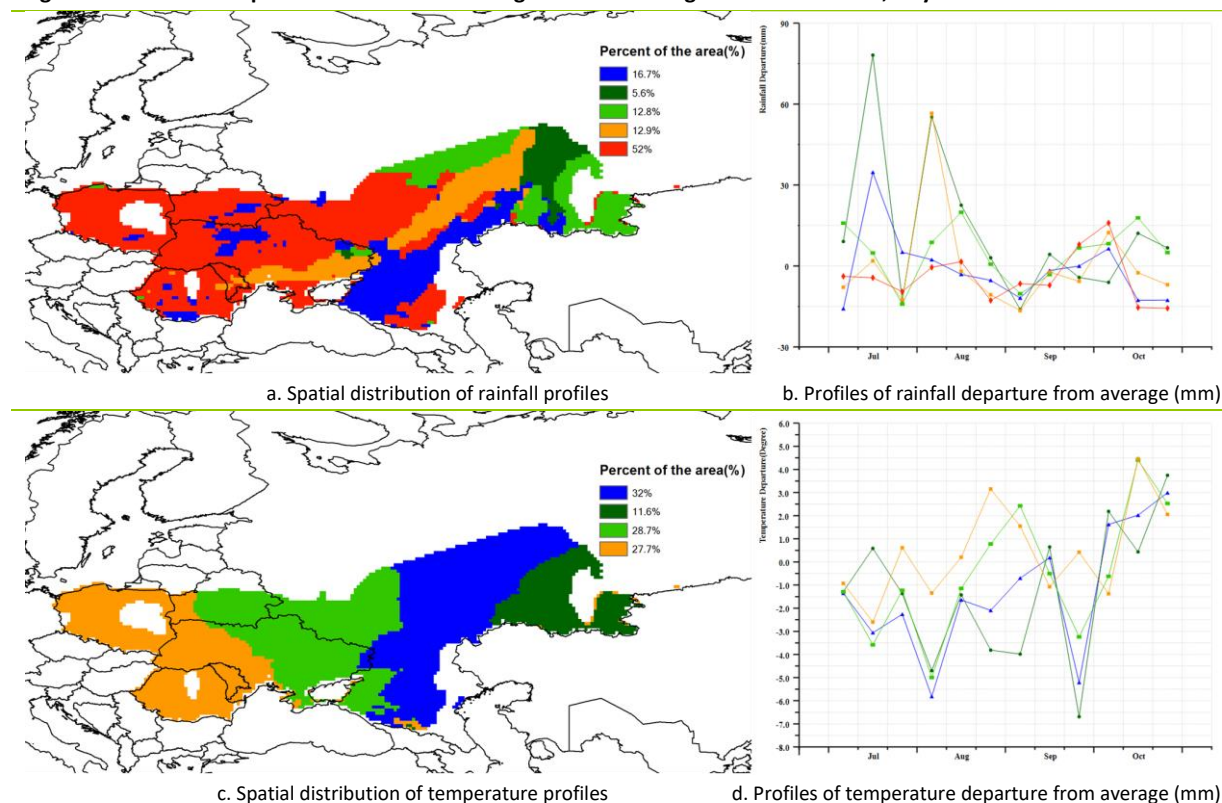 Percent of the area(%)
16.7%
5.6%
12.8%
12.9%
52%
Rainfall Departure(mm)
90
60
30
0
-30
Jul Aug Sep Oct
a. Spatial distribution of rainfall profiles
b. Profiles of rainfall departure from average (mm)
Percent of the area(%)
32%
11.6%
28.7%
27.7%
Temperature Departure(Degree)
6.0
5.0
4.0
3.0
2.0
1.0
0.0
-1.0
-2.0
-3.0
-4.0
-5.0
-6.0
-7.0
-8.0
Jul Aug Sep Oct
c. Spatial distribution of temperature profiles
d. Profiles of temperature departure from average (mm)